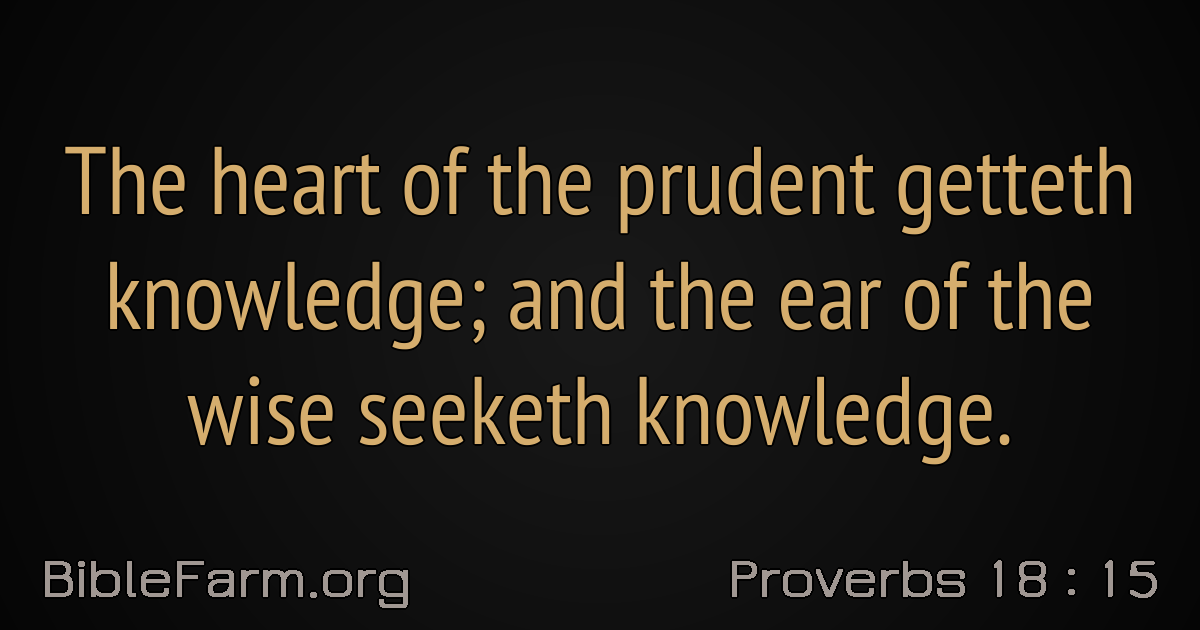 The heart of the prudent getteth
knowledge; and the ear of the
wise seeketh knowledge.
BibleFarm.org
Proverbs 18 : 15